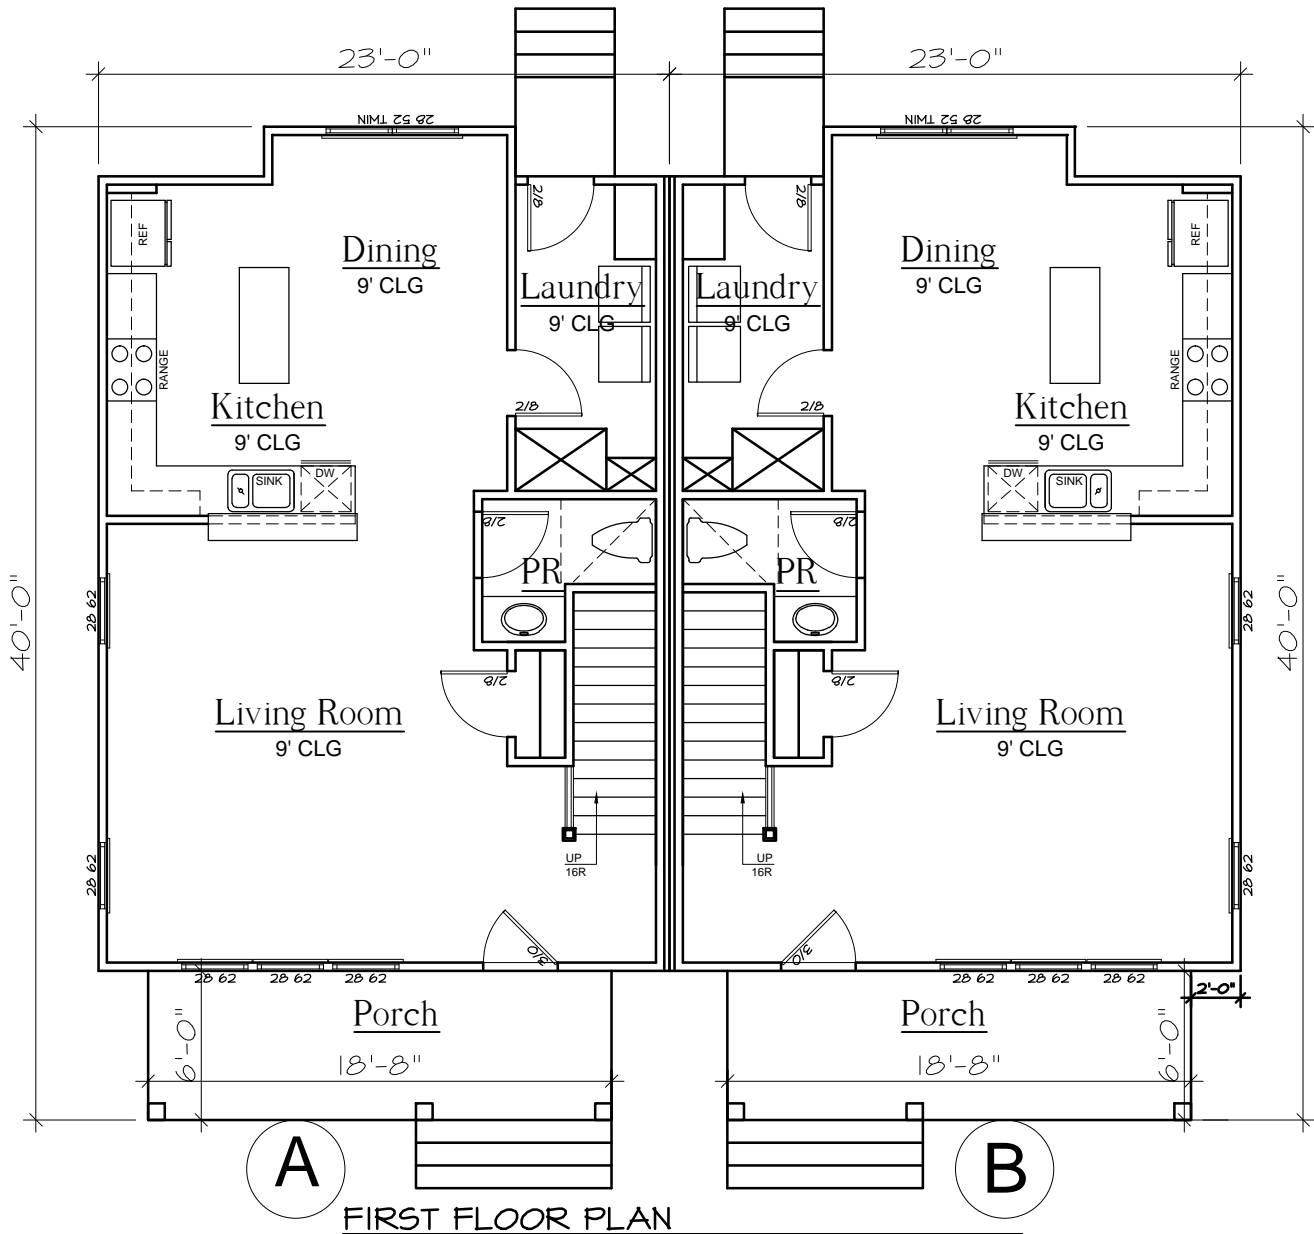 23'-0"
23'-0"
28 52 TWIN
28 52 TWIN
2/8
2/8
REF
REF
Dining
9' CLG
Dining
9' CLG
Laundry
9' CLG
Laundry
9' CLG
RANGE
RANGE
Kitchen
9' CLG
Kitchen
9' CLG
2/8
2/8
DW
SINK
DW
SINK
2/8
2/8
PR
PR
40'-0"
40'-0"
28 62
28 62
2/8
2/8
Living Room
9' CLG
Living Room
9' CLG
UP
16R
UP
16R
28 62
28 62
3/0
3/0
28 62
28 62
28 62
28 62
28 62
28 62
2'-0"
Porch
Porch
6'-0"
18'-8"
18'-8"
6'-0"
A
B
FIRST FLOOR PLAN